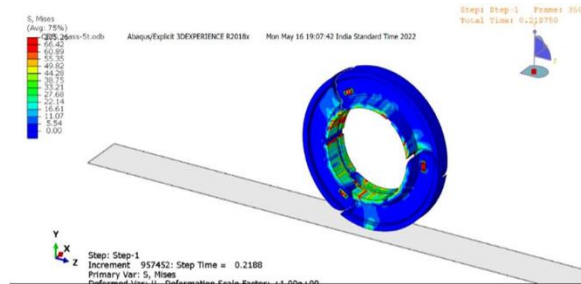 Step: Step-1 Frame: 350
Total Time: 0.218750
S, Mises
(Avg: 75%)
66.42
60.89
55.35
49.82
44.28
38.75
33.21
27.68
22.14
16.61
11.07
5.54
0.00
Abaqus/Explicit 3DEXPERIENCE R2018x Mon May 16 19:07:42 India Standard Time 2022
Y
X
Z
Step: Step-1
Increment 957452: Step Time = 0.2188
Primary Var: S, Mises